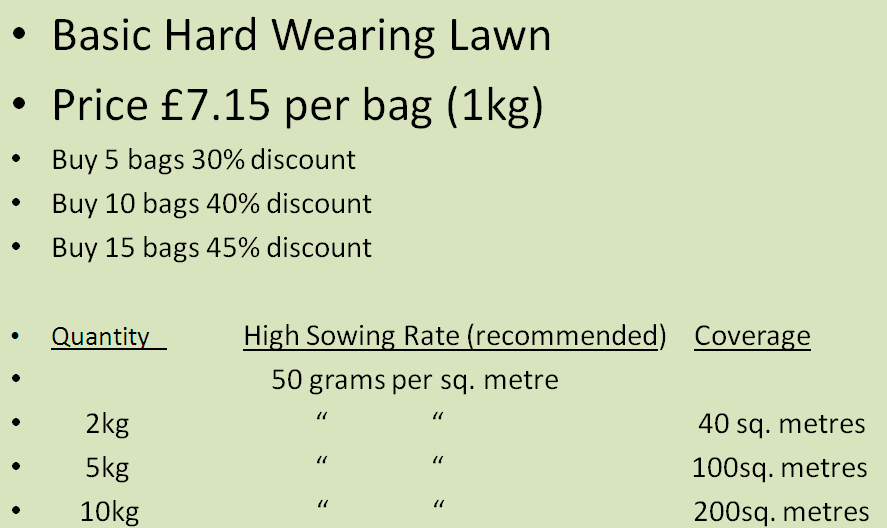 • Basic Hard Wearing Lawn
• Price £7.15 per bag (1kg)
• Buy 5 bags 30% discount
• Buy 10 bags 40% discount
• Buy 15 bags 45% discount
• Quantity High Sowing Rate (recommended) Coverage
• 50 grams per sq. metre
• 2kg “ “ 40 sq. metres
• 5kg “ “ 100sq. metres
• 10kg “ “ 200sq. metres